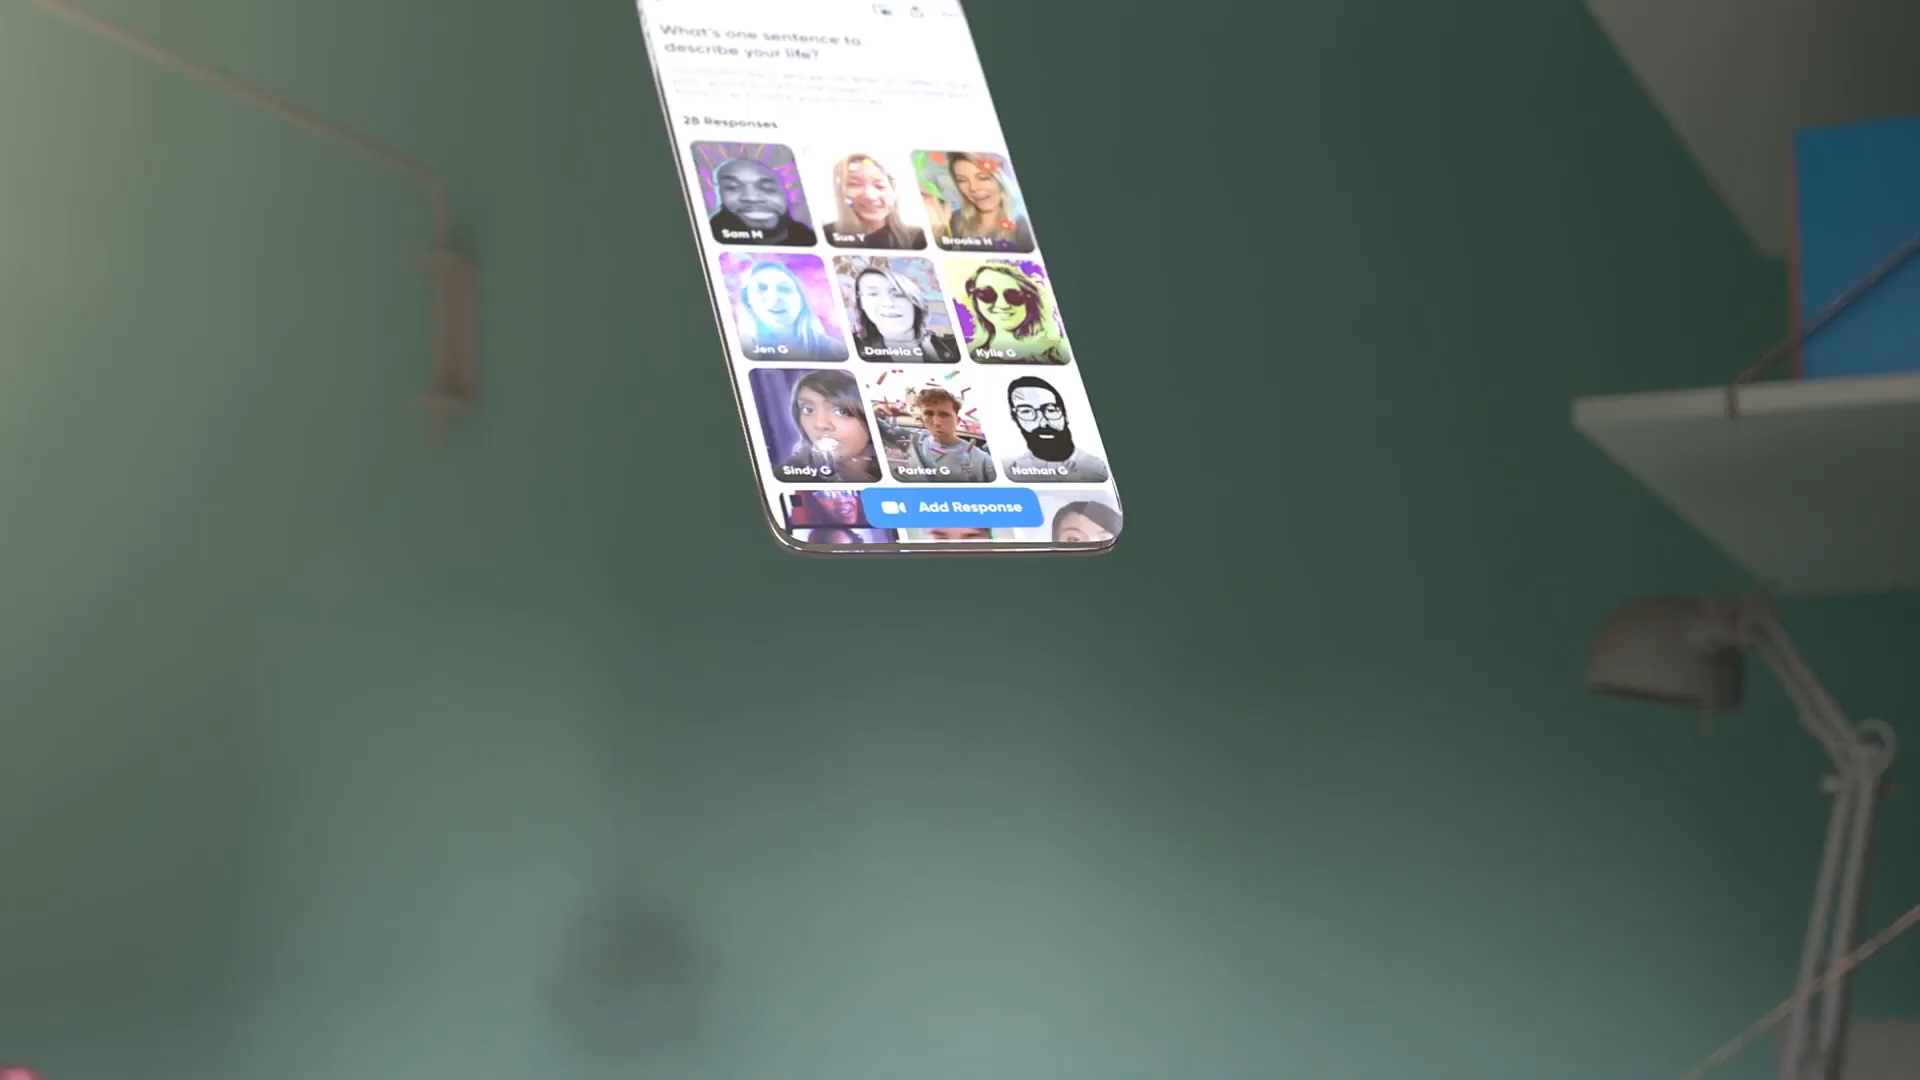 What's one sentence to
describe your life?
28 Responses
Sam M
Sue Y
Brooke H
Jen G
Daniela C
Kylie G
Sindy G
Parker G
Nathan G
Add Response